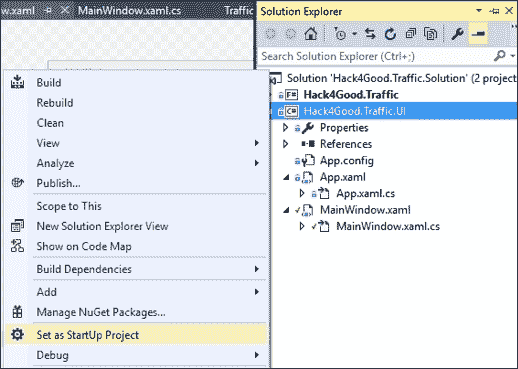 w.xaml
MainWindow.xaml.cs
Traffic
Solution Explorer
Search Solution Explorer (Ctrl+;)
Solution 'Hack4Good.Traffic.Solution' (2 project
Hack4Good.Traffic
Hack4Good.Traffic.UI
Properties
References
App.config
App.xaml
App.xaml.cs
MainWindow.xaml
MainWindow.xaml.cs
Build
Rebuild
Clean
View
Analyze
Publish...
Scope to This
New Solution Explorer View
Show on Code Map
Build Dependencies
Add
Manage NuGet Packages...
Set as StartUp Project
Debug